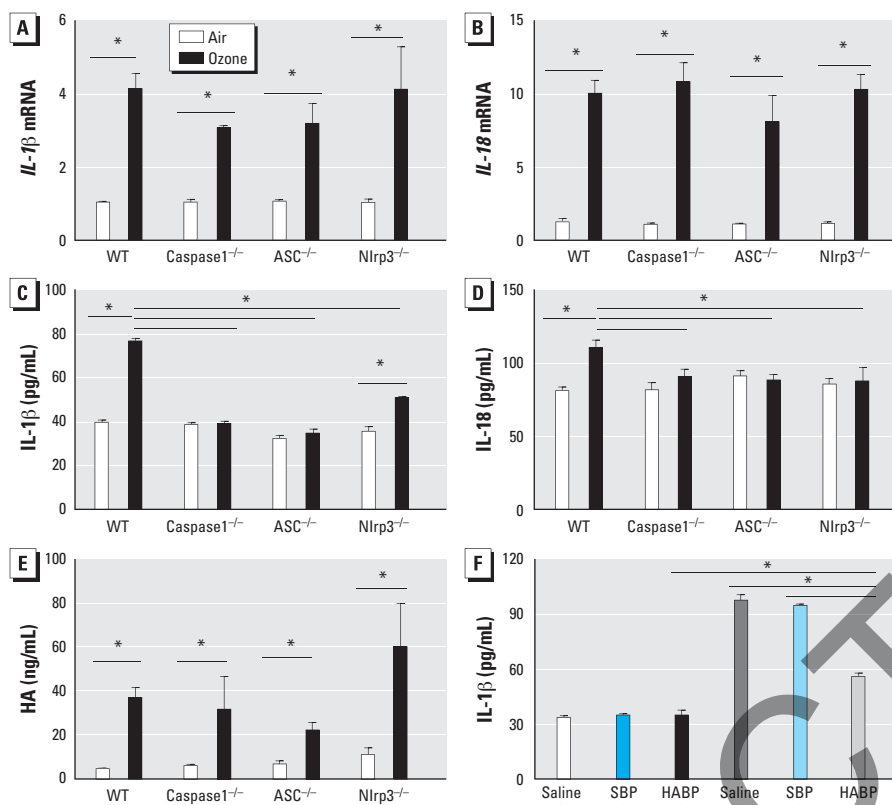 A
IL-1β mRNA
6
4
2
0
*
*
*
*
Air
Ozone
WT
Caspase1–/–
ASC–/–
Nlrp3–/–
B
IL-18 mRNA
15
10
5
0
*
*
*
*
WT
Caspase1–/–
ASC–/–
Nlrp3–/–
C
IL-1β (pg/mL)
100
80
60
40
20
0
*
*
*
WT
Caspase1–/–
ASC–/–
Nlrp3–/–
D
IL-18 (pg/mL)
150
100
50
0
*
*
WT
Caspase1–/–
ASC–/–
Nlrp3–/–
E
HA (ng/mL)
100
80
60
40
20
0
*
*
*
*
WT
Caspase1–/–
ASC–/–
Nlrp3–/–
F
IL-1β (pg/mL)
120
90
60
30
0
*
*
*
Saline
SBP
HABP
Saline
SBP
HABP
CT